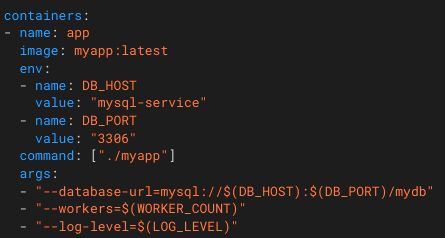 containers:
- name: app
  image: myapp:latest
  env:
  - name: DB_HOST
    value: "mysql-service"
  - name: DB_PORT
    value: "3306"
  command: ["./myapp"]
  args:
  - "--database-url=mysql://$(DB_HOST):$(DB_PORT)/mydb"
  - "--workers=$(WORKER_COUNT)"
  - "--log-level=$(LOG_LEVEL)"